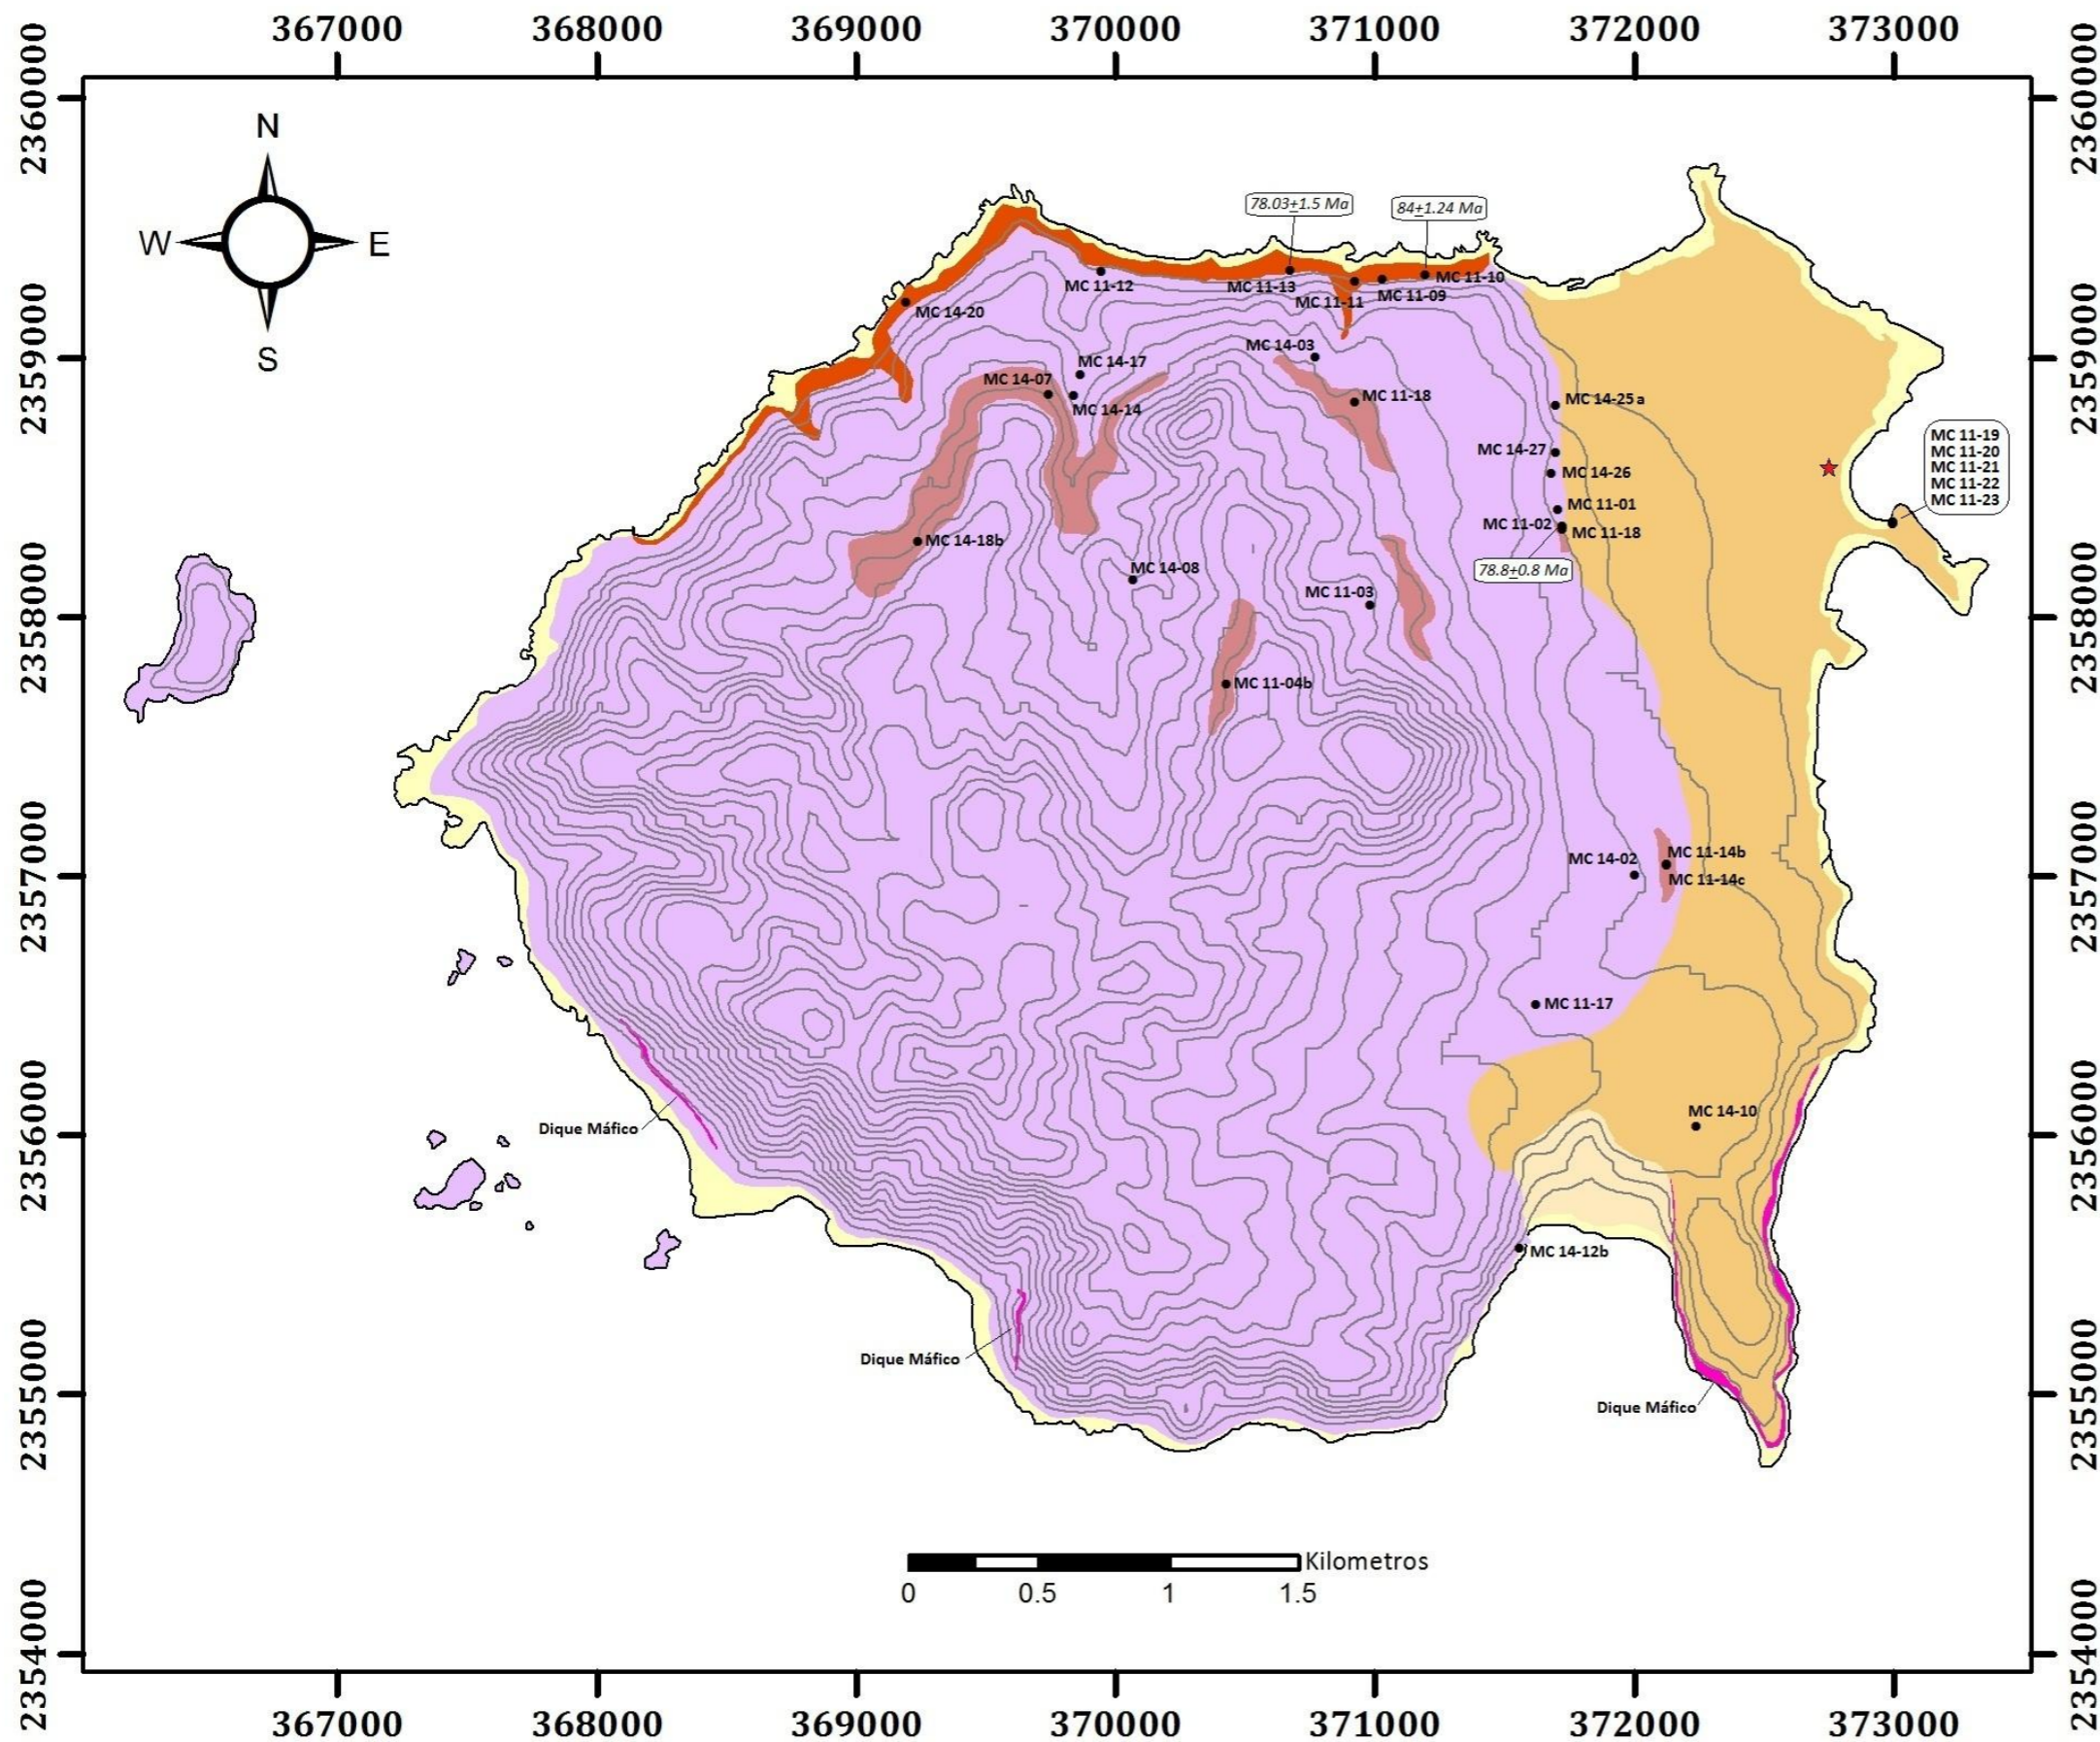 367000 368000 369000 370000 371000 372000 373000
2360000
2360000
N
W
E
S
78.03±1.5 Ma
84±1.24 Ma
MC 11-10
MC 11-12
MC 11-13
MC 11-11
MC 11-09
MC 14-20
2359000
2359000
MC 14-03
MC 14-17
MC 14-07
MC 14-14
MC 11-18
MC 14-25a
MC 14-27
MC 14-26
MC 11-19
MC 11-20
MC 11-21
MC 11-22
MC 11-23
MC 11-01
MC 11-02
MC 11-18
MC 14-18b
78.8±0.8 Ma
MC 14-08
MC 11-03
2358000
2358000
MC 11-04b
2357000
2357000
MC 14-02
MC 11-14b
MC 11-14c
MC 11-17
2356000
2356000
Dique Máfico
MC 14-10
MC 14-12b
Dique Máfico
2355000
2355000
Dique Máfico
Kilometros
0 0.5 1 1.5
2354000
2354000
367000 368000 369000 370000 371000 372000 373000